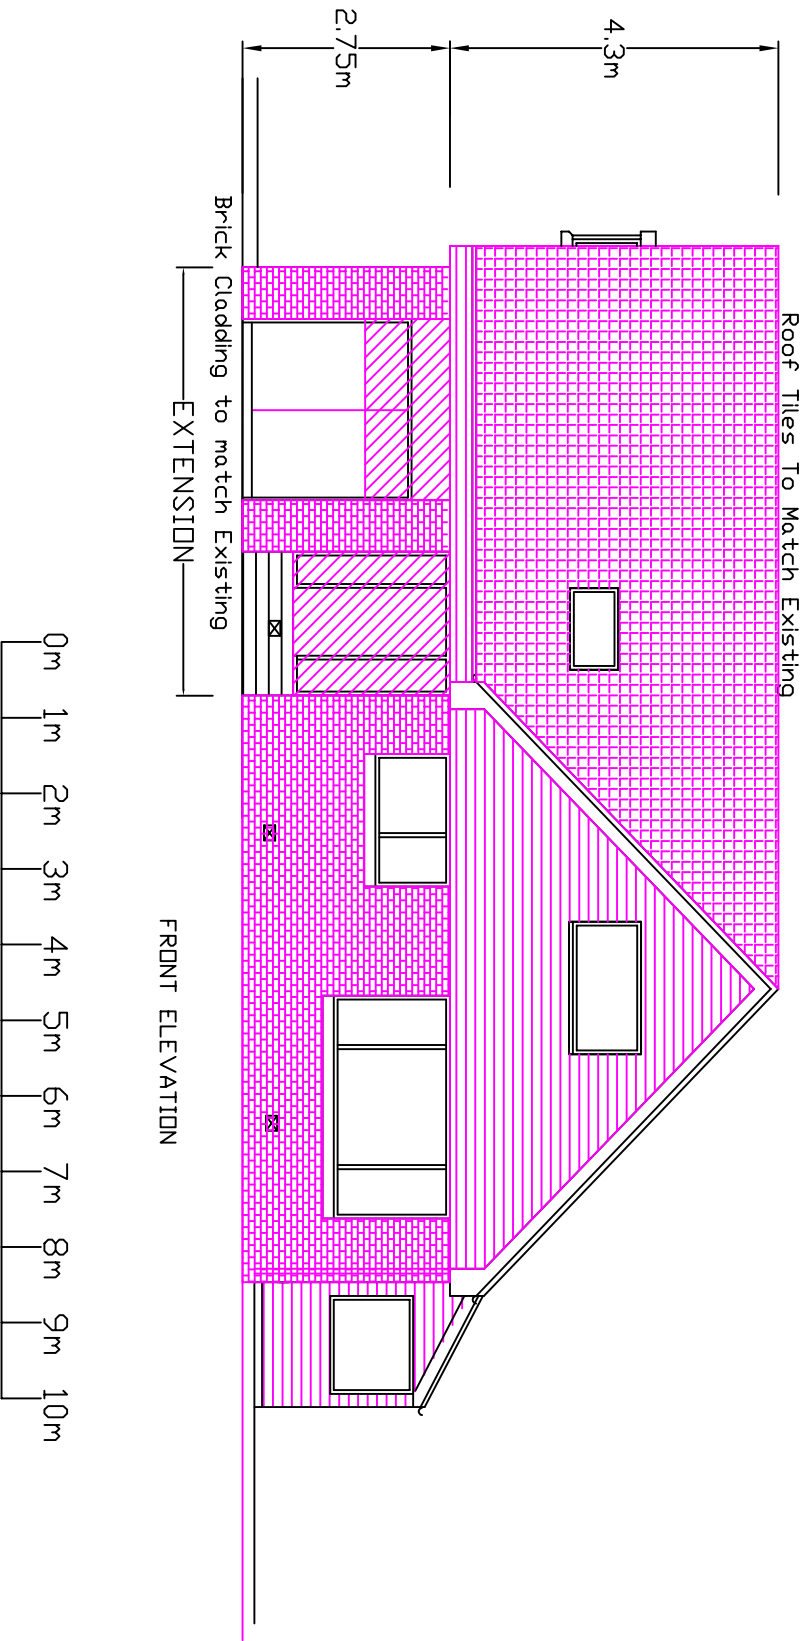 Roof Tiles To Match Existing
4.3m
2.75m
Brick Cladding to match Existing
EXTENSION
FRONT ELEVATION
0m 1m 2m 3m 4m 5m 6m 7m 8m 9m 10m